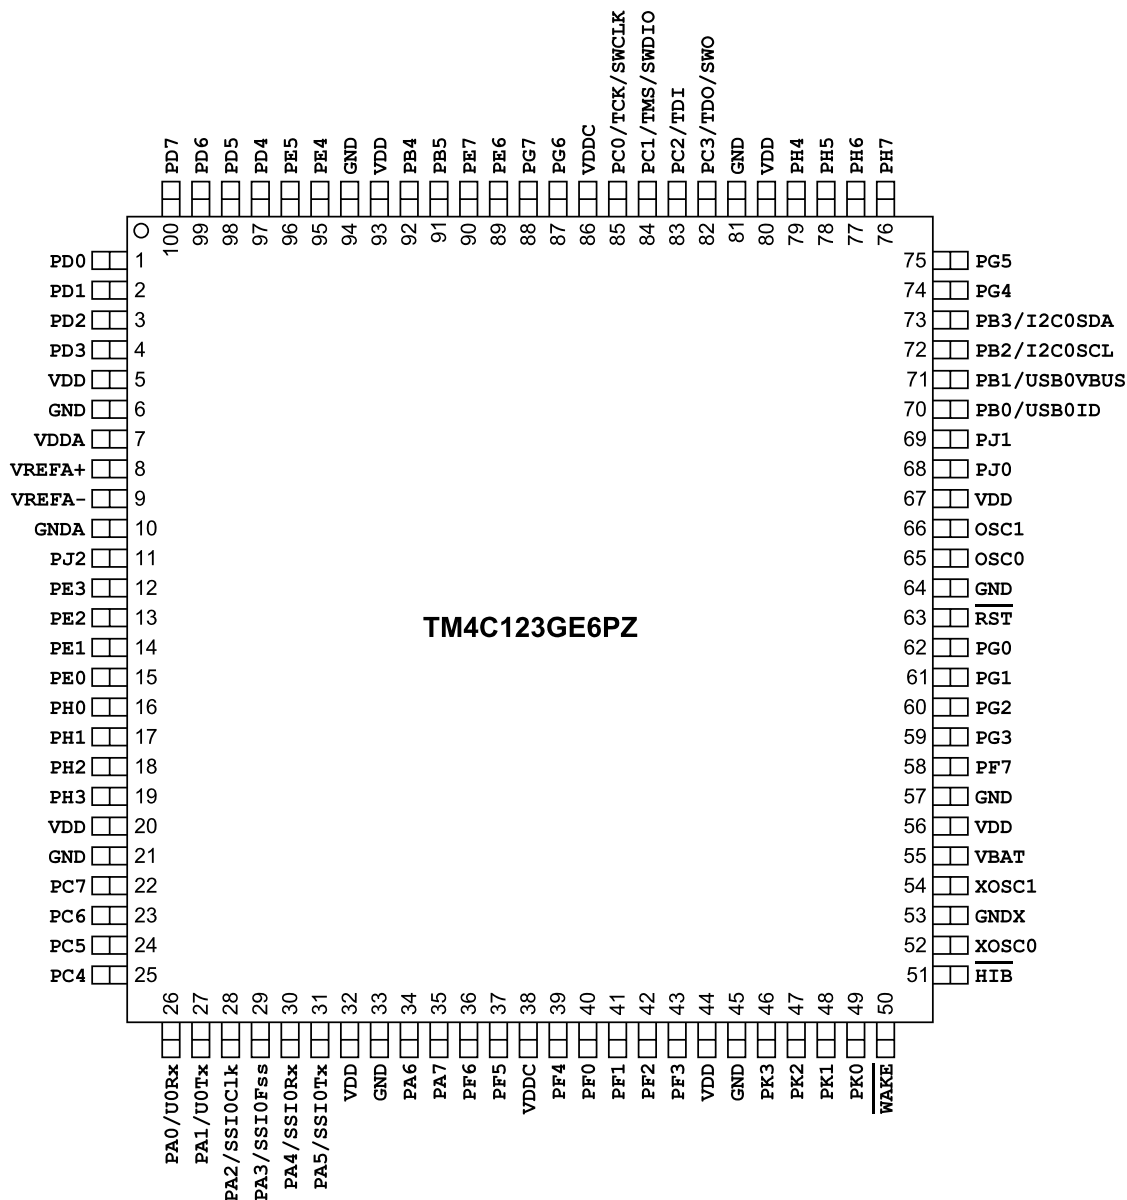 PD7 PD6 PD5 PD4 PE5 PE4 GND VDD PB4 PB5 PE7 PE6 PG7 PG6 VDDC PC0/TCK/SWCLK PC1/TMS/SWDIO PC2/TDI PC3/TDO/SWO GND VDD PH4 PH5 PH6 PH7
100 99 98 97 96 95 94 93 92 91 90 89 88 87 86 85 84 83 82 81 80 79 78 77 76
PD0 1 75 PG5
PD1 2 74 PG4
PD2 3 73 PB3/I2C0SDA
PD3 4 72 PB2/I2C0SCL
VDD 5 71 PB1/USB0VBUS
GND 6 70 PB0/USB0ID
VDDA 7 69 PJ1
VREFA+ 8 68 PJ0
VREFA- 9 67 VDD
GNDA 10 66 OSC1
PJ2 11 65 OSC0
PE3 12 64 GND
PE2 13 63 RST
TM4C123GE6PZ
PE1 14 62 PG0
PE0 15 61 PG1
PH0 16 60 PG2
PH1 17 59 PG3
PH2 18 58 PF7
PH3 19 57 GND
VDD 20 56 VDD
GND 21 55 VBAT
PC7 22 54 XOSC1
PC6 23 53 GNDX
PC5 24 52 XOSC0
PC4 25 51 HIB
26 27 28 29 30 31 32 33 34 35 36 37 38 39 40 41 42 43 44 45 46 47 48 49 50
PA0/U0Rx PA1/U0Tx PA2/SSI0Clk PA3/SSI0Fss PA4/SSI0Rx PA5/SSI0Tx VDD GND PA6 PA7 PF6 PF5 VDDC PF4 PF0 PF1 PF2 PF3 VDD GND PK3 PK2 PK1 PK0 WAKE